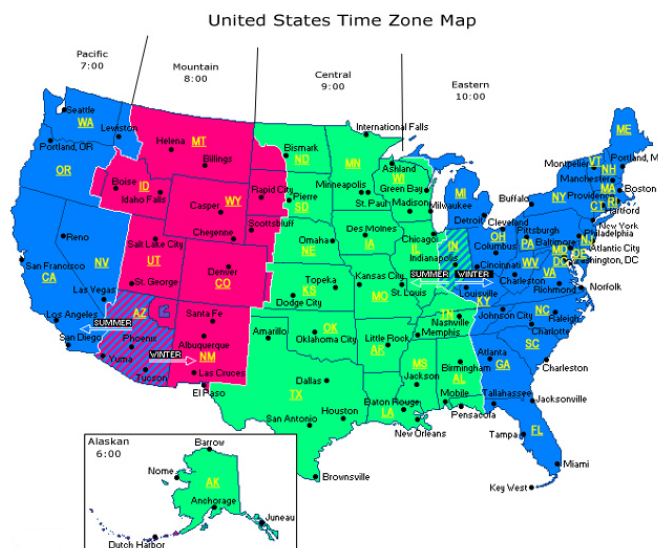 United States Time Zone Map
Pacific
7:00
Mountain
8:00
Central
9:00
Eastern
10:00
Seattle
WA
Lewiston
Portland, OR
OR
Helena
MT
Billings
Boise
ID
Idaho Falls
WY
Casper
Cheyenne
Rapid City
Scottsbluff
Bismark
ND
International Falls
MN
Ashland
WI
Minneapolis
St. Paul
Green Bay
Madison
Milwaukee
Pierre
SD
MI
Detroit
ME
Montpelier
VT
NH
Portland, M
Manchester
MA
Boston
Providence
CT
RI
Hartford
Buffalo
NY
New York
Reno
NV
San Francisco
CA
Las Vegas
Salt Lake City
UT
St. George
Denver
CO
Omaha
NE
Des Moines
IA
Chicago
IL
IN
Indianapolis
Cleveland
OH
Columbus
Cincinnati
Pittsburgh
PA
Philadelphia
NJ
Baltimore
Atlantic City
MD
DE
DC
shington, DC
WV
Charleston
VA
Richmond
Norfolk
Topeka
KS
Dodge City
Kansas City
MO
St. Louis
SUMMER
WINTER
Louisville
KY
Los Angeles
SUMMER
San Diego
AZ
Phoenix
WINTER
Yuma
Tucson
Santa Fe
Albuquerque
NM
Las Cruces
El Paso
Amarillo
OK
Oklahoma City
Little Rock
AR
TN
Nashville
Memphis
Johnson City
NC
Raleigh
Charlotte
SC
Charleston
Atlanta
GA
Birmingham
AL
MS
Jackson
Dallas
TX
San Antonio
Houston
Baton Rouge
LA
New Orleans
Mobile
Pensacola
Tallahassee
Jacksonville
Tampa
FL
Miami
Key West
Brownsville
Alaskan
6:00
Barrow
Nome
AK
Anchorage
Juneau
Dutch Harbor